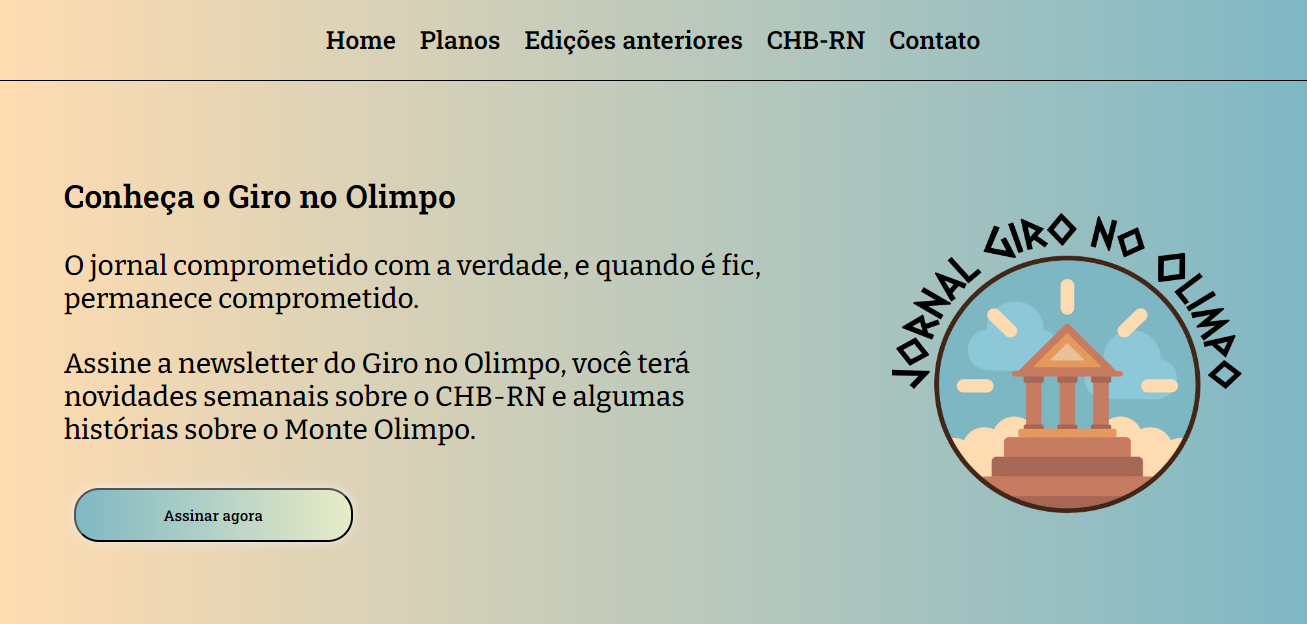 Home Planos Edições anteriores CHB-RN Contato
Conheça o Giro no Olimpo
O jornal comprometido com a verdade, e quando é fic,
permanece comprometido.
Assine a newsletter do Giro no Olimpo, você terá
novidades semanais sobre o CHB-RN e algumas
histórias sobre o Monte Olimpo.
Assinar agora
JORNAL GIRO NO OLIMPO